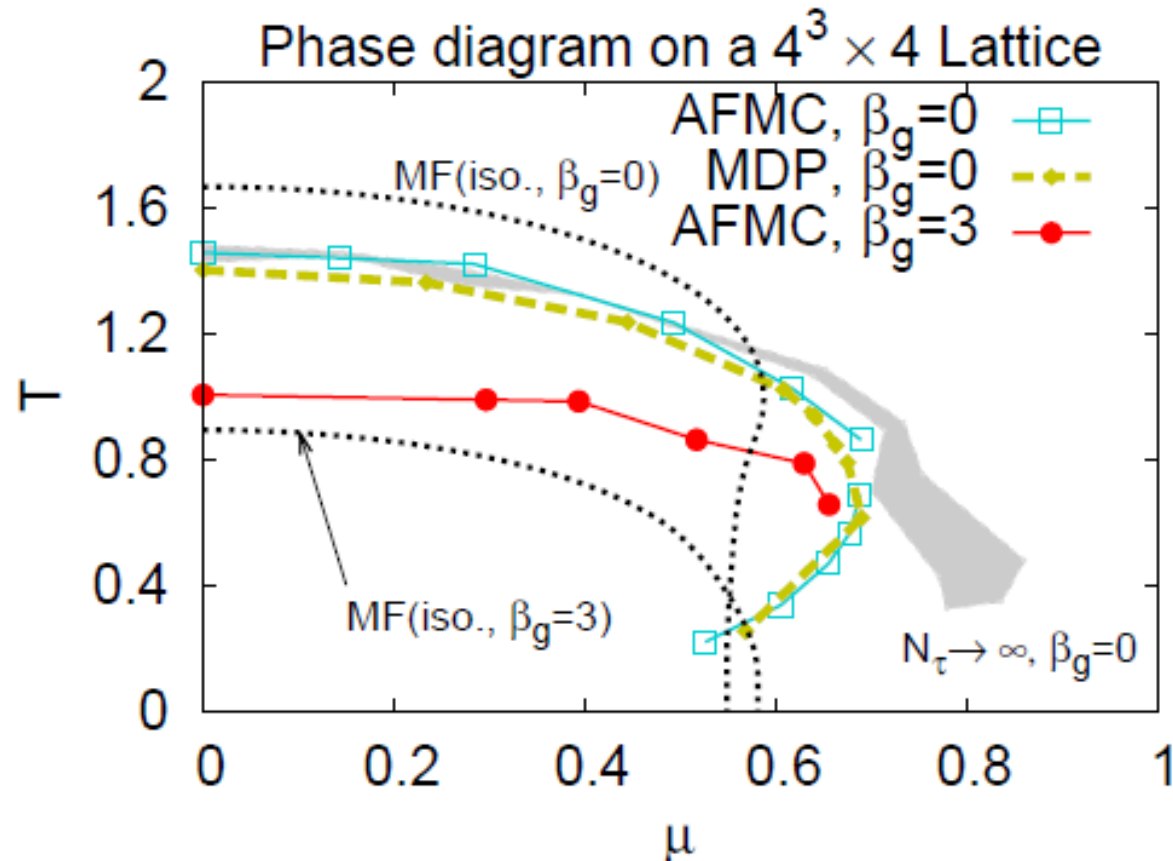 Phase diagram on a 4³ × 4 Lattice
AFMC, β_g=0
MDP, β_g=0
AFMC, β_g=3
MF(iso., β_g=0)
MF(iso., β_g=3)
N_τ→∞, β_g=0
T
2
1.6
1.2
0.8
0.4
0
0 0.2 0.4 0.6 0.8 1
μ